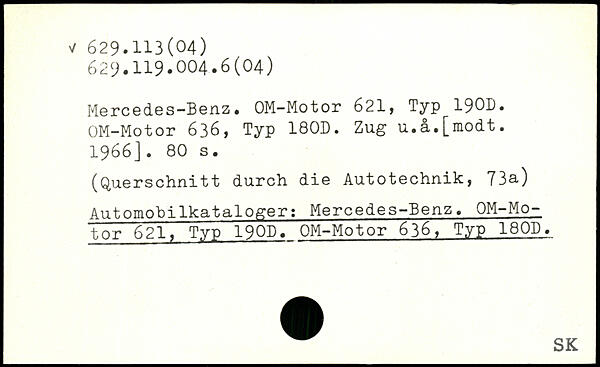 v 629.113(04)
629.119.004.6(04)
Mercedes-Benz. OM-Motor 621, Typ 190D.
OM-Motor 636, Typ 180D. Zug u.å.[modt.
1966]. 80 s.
(Querschnitt durch die Autotechnik, 73a)
Automobilkataloger: Mercedes-Benz. OM-Mo-
tor 621, Typ 190D. OM-Motor 636, Typ 180D.
SK